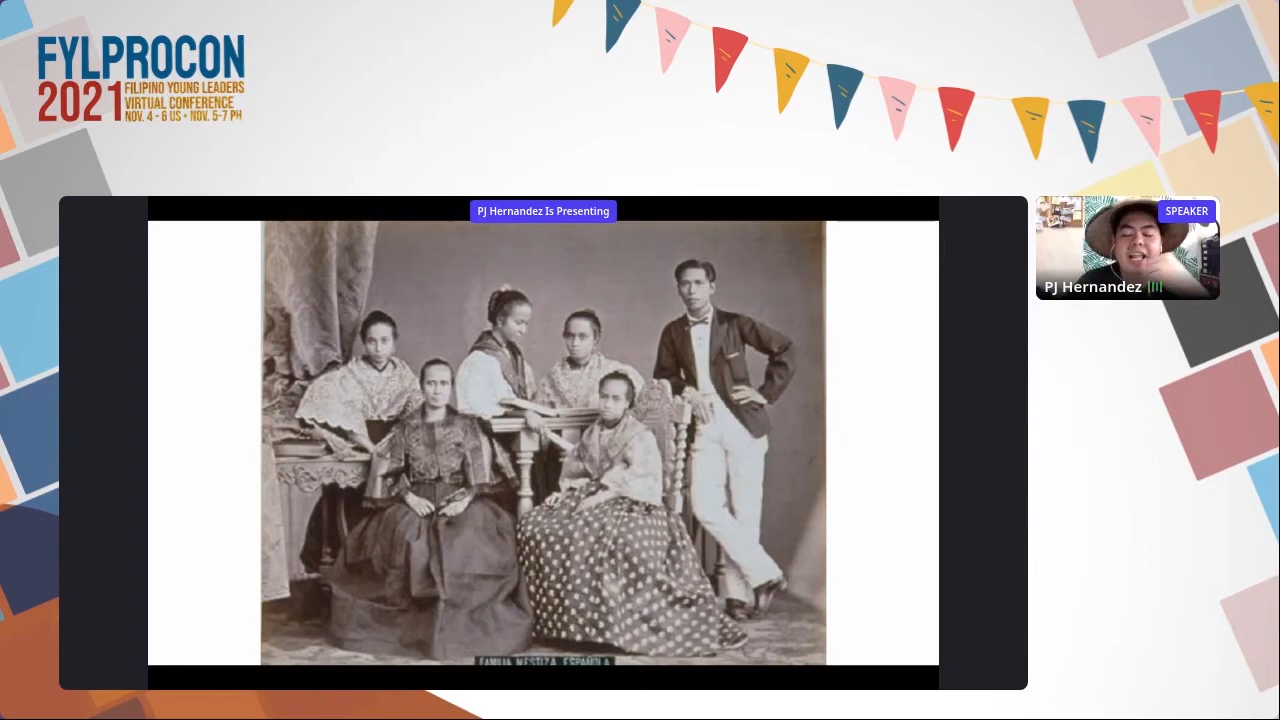 FYLPROCON
2021
FILIPINO YOUNG LEADERS
VIRTUAL CONFERENCE
NOV. 4 - 6 US • NOV. 5-7 PH
PJ Hernandez Is Presenting
SPEAKER
PJ Hernandez
FAMILIA MESTIZA ESPAÑOLA